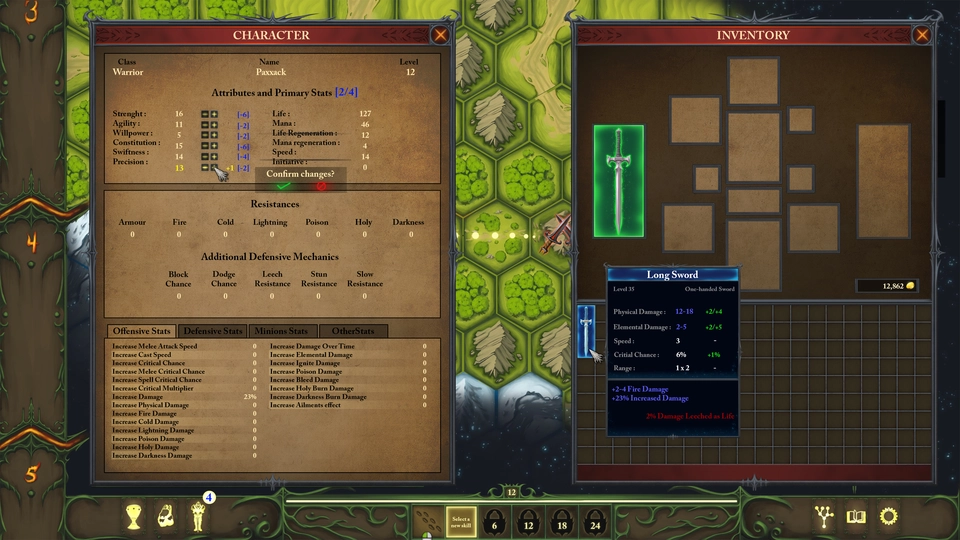 3
4
5
CHARACTER
Class Name Level
Warrior Paxxack 12
Attributes and Primary Stats [2/4]
Strenght : 16 [-6] Life : 127
Agility : 11 [-2] Mana : 46
Willpower : 5 [-2] Life Regeneration : 12
Constitution : 15 [-6] Mana regeneration : 4
Swiftness : 14 [-4] Speed : 14
Precision : 13 +1 [-2] Initiative : 0
Confirm changes?
Resistances
Armour Fire Cold Lightning Poison Holy Darkness
0 0 0 0 0 0 0
Additional Defensive Mechanics
Block Chance Dodge Chance Leech Resistance Stun Resistance Slow Resistance
0 0 0 0 0
Offensive Stats Defensive Stats Minions Stats OtherStats
Increase Melee Attack Speed 0 Increase Damage Over Time 0
Increase Cast Speed 0 Increase Elemental Damage 0
Increase Critical Chance 0 Increase Ignite Damage 0
Increase Melee Critical Chance 0 Increase Poison Damage 0
Increase Spell Critical Chance 0 Increase Bleed Damage 0
Increase Critical Multiplier 0 Increase Holy Burn Damage 0
Increase Damage 23% Increase Darkness Burn Damage 0
Increase Physical Damage 0 Increase Ailments effect 0
Increase Fire Damage 0
Increase Cold Damage 0
Increase Lightning Damage 0
Increase Poison Damage 0
Increase Holy Damage 0
Increase Darkness Damage 0
INVENTORY
12,862
Long Sword
Level 35 One-handed Sword
Physical Damage : 12-18 +2/+4
Elemental Damage : 2-5 +2/+5
Speed : 3 -
Critial Chance : 6% +1%
Range : 1 x 2 -
+2-4 Fire Damage
+23% Increased Damage
2% Damage Leeched as Life
4
12
Select a new skill
6 12 18 24